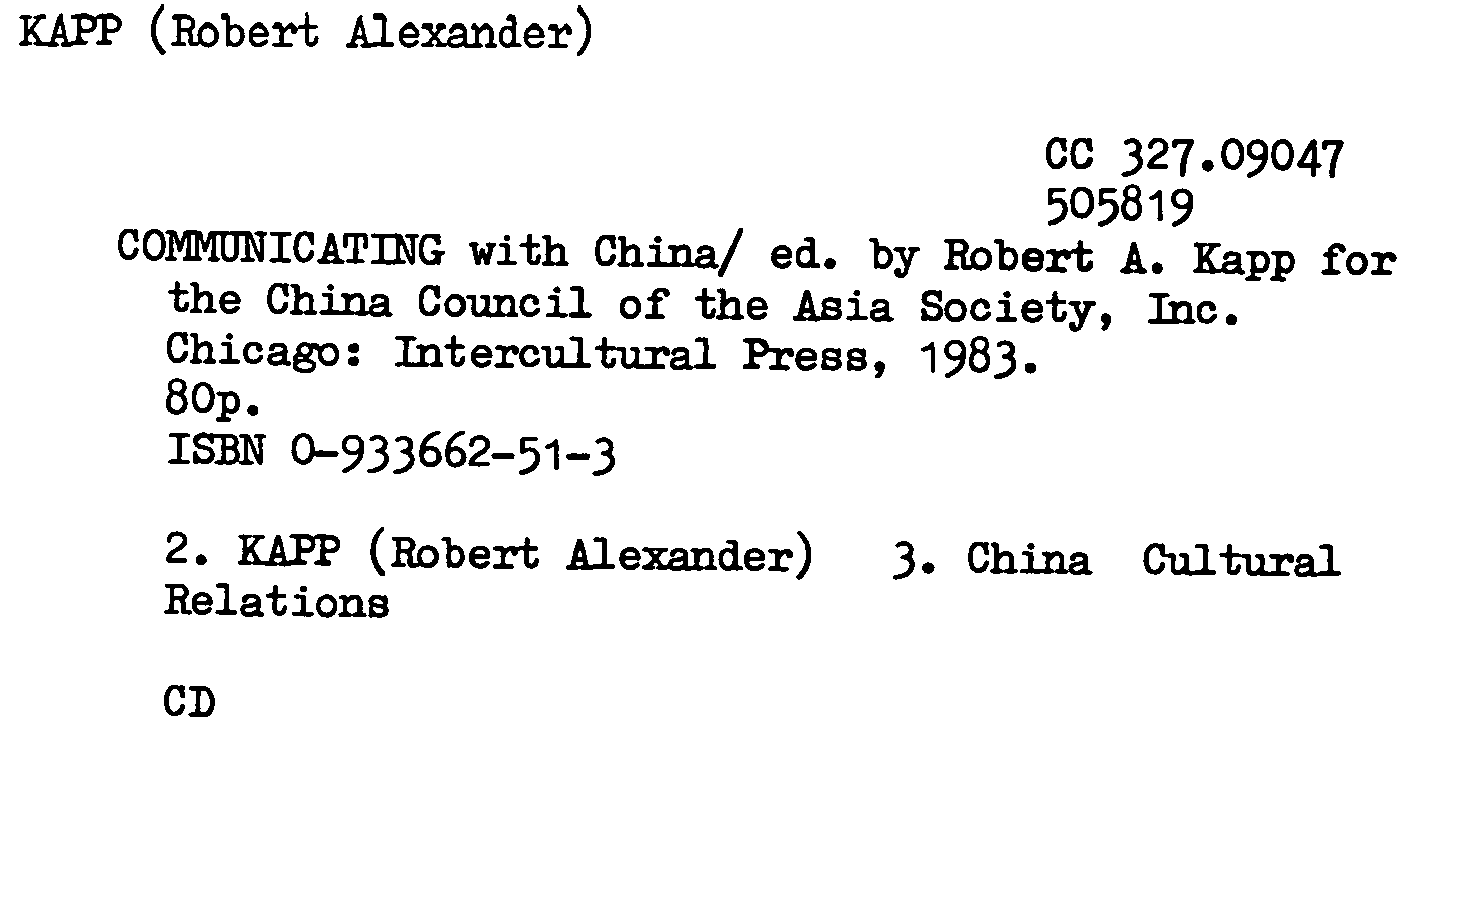 KAPP (Robert Alexander)
CC 327.09047
505819
COMMUNICATING with China/ ed. by Robert A. Kapp for
the China Council of the Asia Society, Inc.
Chicago: Intercultural Press, 1983.
80p.
ISBN 0-933662-51-3
2. KAPP (Robert Alexander) 3. China Cultural
Relations
CD